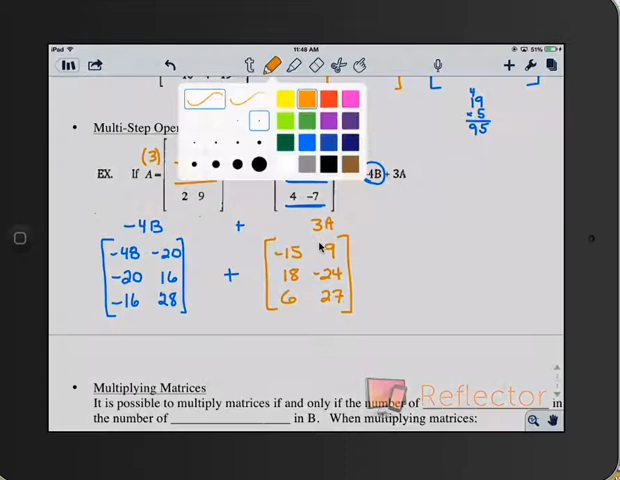 iPad 11:48 AM 51%
t
4
19
× 5
95
• Multi-Step Ope
EX. If A= (3) 4B + 3A
2 9 4 -7
-4B + 3A
-48 -20 -15 9
-20 16 + 18 -24
-16 28 6 27
• Multiplying Matrices
It is possible to multiply matrices if and only if the number of in
the number of in B. When multiplying matrices:
Reflector